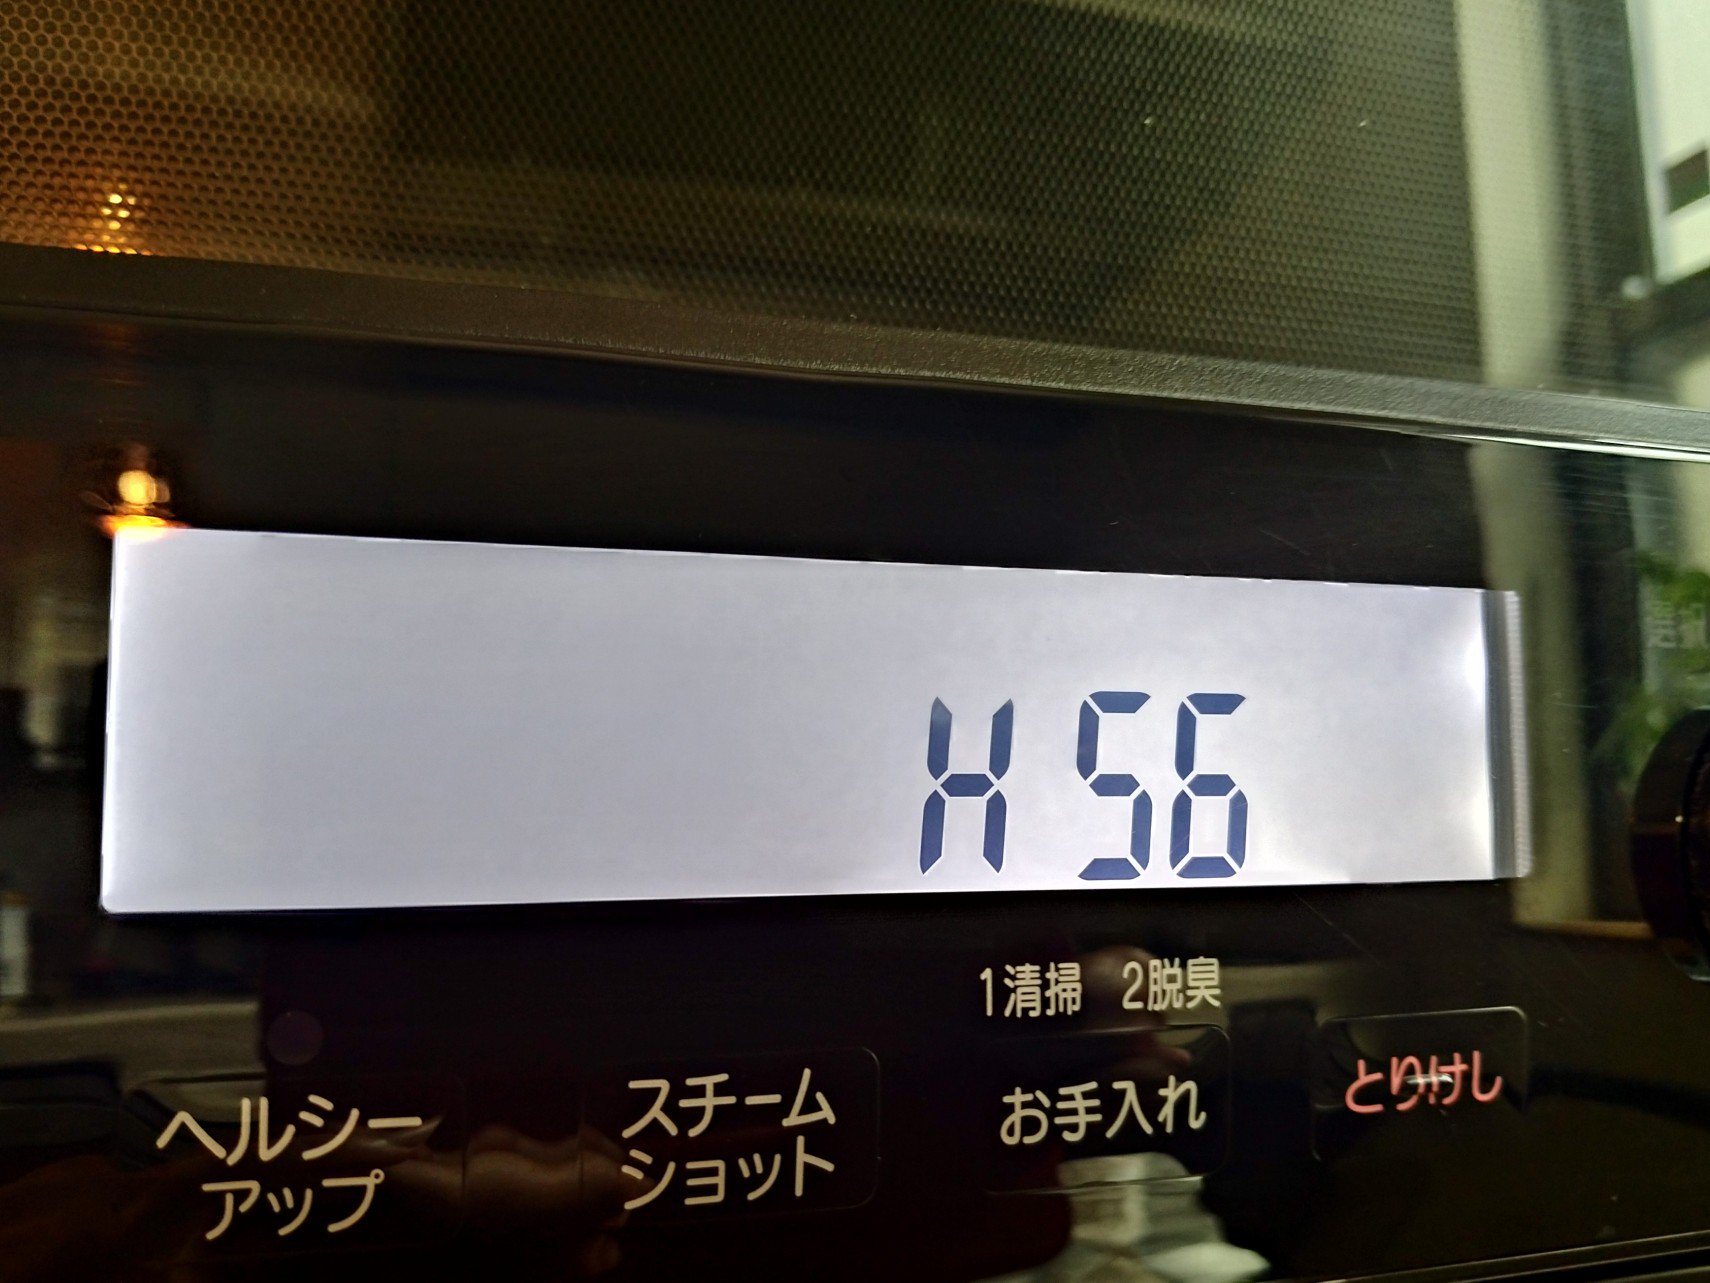 H 56
1清掃 2脱臭
ヘルシー
アップ
スチーム
ショット
お手入れ
とりけし